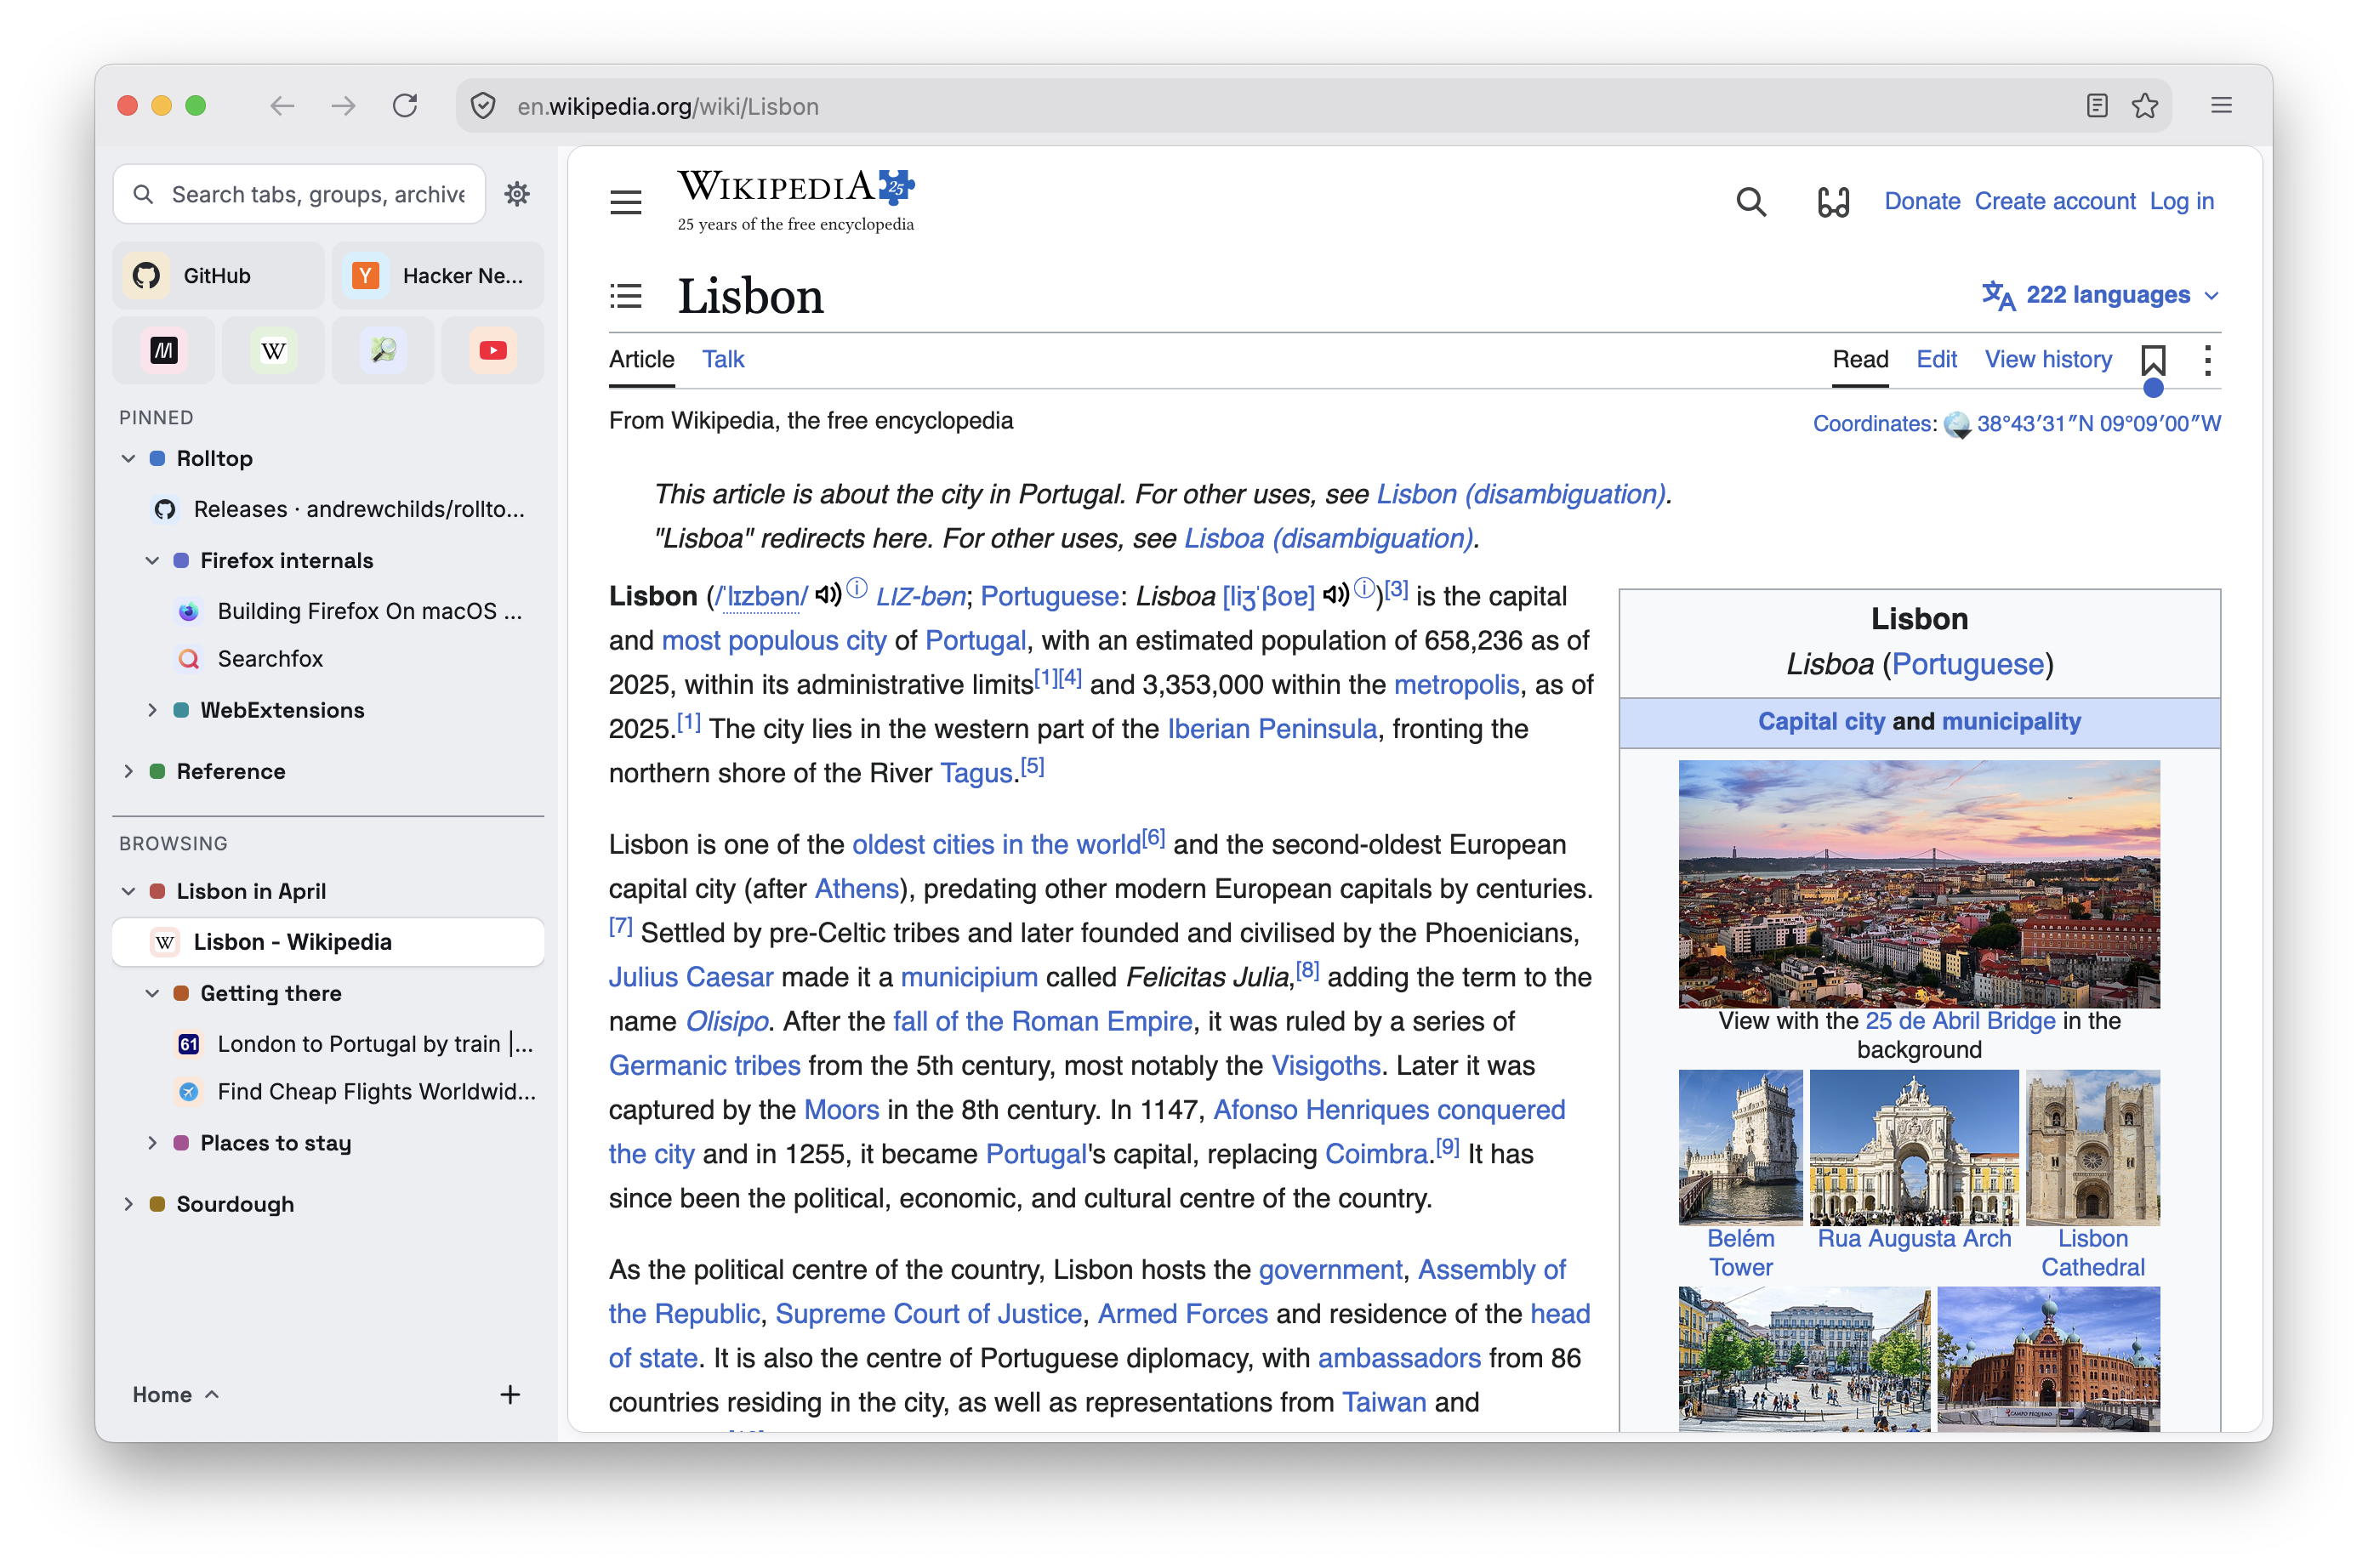 en.wikipedia.org/wiki/Lisbon
Search tabs, groups, archive
GitHub
Hacker Ne...
PINNED
Rolltop
Releases · andrewchilds/rollto...
Firefox internals
Building Firefox On macOS ...
Searchfox
WebExtensions
Reference
BROWSING
Lisbon in April
Lisbon - Wikipedia
Getting there
61 London to Portugal by train |...
Find Cheap Flights Worldwid...
Places to stay
Sourdough
Home
WIKIPEDIA 25
25 years of the free encyclopedia
Donate Create account Log in
Lisbon
222 languages
Article Talk
Read Edit View history
From Wikipedia, the free encyclopedia
Coordinates: 38°43′31″N 09°09′00″W
This article is about the city in Portugal. For other uses, see Lisbon (disambiguation).
"Lisboa" redirects here. For other uses, see Lisboa (disambiguation).
Lisbon (/ˈlɪzbən/ LIZ-bən; Portuguese: Lisboa [liʒˈβoɐ])[3] is the capital
and most populous city of Portugal, with an estimated population of 658,236 as of
2025, within its administrative limits[1][4] and 3,353,000 within the metropolis, as of
2025.[1] The city lies in the western part of the Iberian Peninsula, fronting the
northern shore of the River Tagus.[5]
Lisbon is one of the oldest cities in the world[6] and the second-oldest European
capital city (after Athens), predating other modern European capitals by centuries.
[7] Settled by pre-Celtic tribes and later founded and civilised by the Phoenicians,
Julius Caesar made it a municipium called Felicitas Julia,[8] adding the term to the
name Olisipo. After the fall of the Roman Empire, it was ruled by a series of
Germanic tribes from the 5th century, most notably the Visigoths. Later it was
captured by the Moors in the 8th century. In 1147, Afonso Henriques conquered
the city and in 1255, it became Portugal's capital, replacing Coimbra.[9] It has
since been the political, economic, and cultural centre of the country.
As the political centre of the country, Lisbon hosts the government, Assembly of
the Republic, Supreme Court of Justice, Armed Forces and residence of the head
of state. It is also the centre of Portuguese diplomacy, with ambassadors from 86
countries residing in the city, as well as representations from Taiwan and
Lisbon
Lisboa (Portuguese)
Capital city and municipality
View with the 25 de Abril Bridge in the
background
Belém
Tower
Rua Augusta Arch
Lisbon
Cathedral
CAMPO PEQUENO